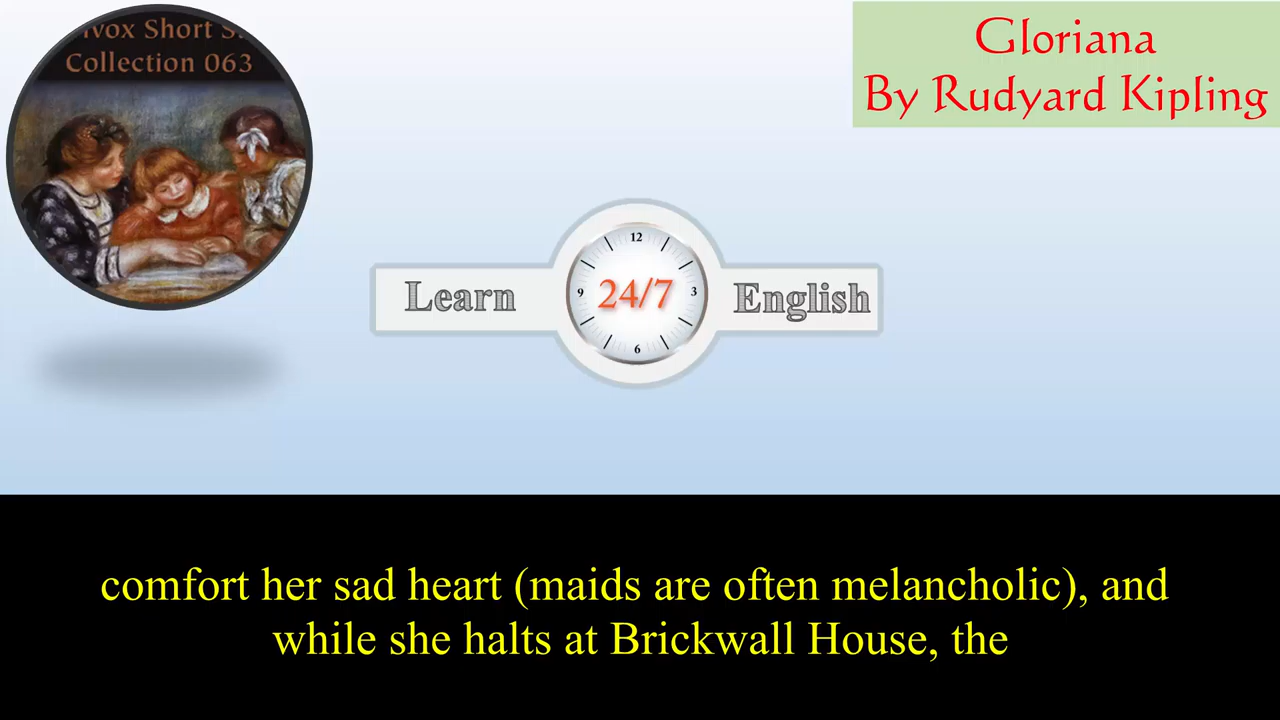 Short
Collection 063
Gloriana
By Rudyard Kipling
Learn
24/7
English
12
3
6
9
comfort her sad heart (maids are often melancholic), and
while she halts at Brickwall House, the